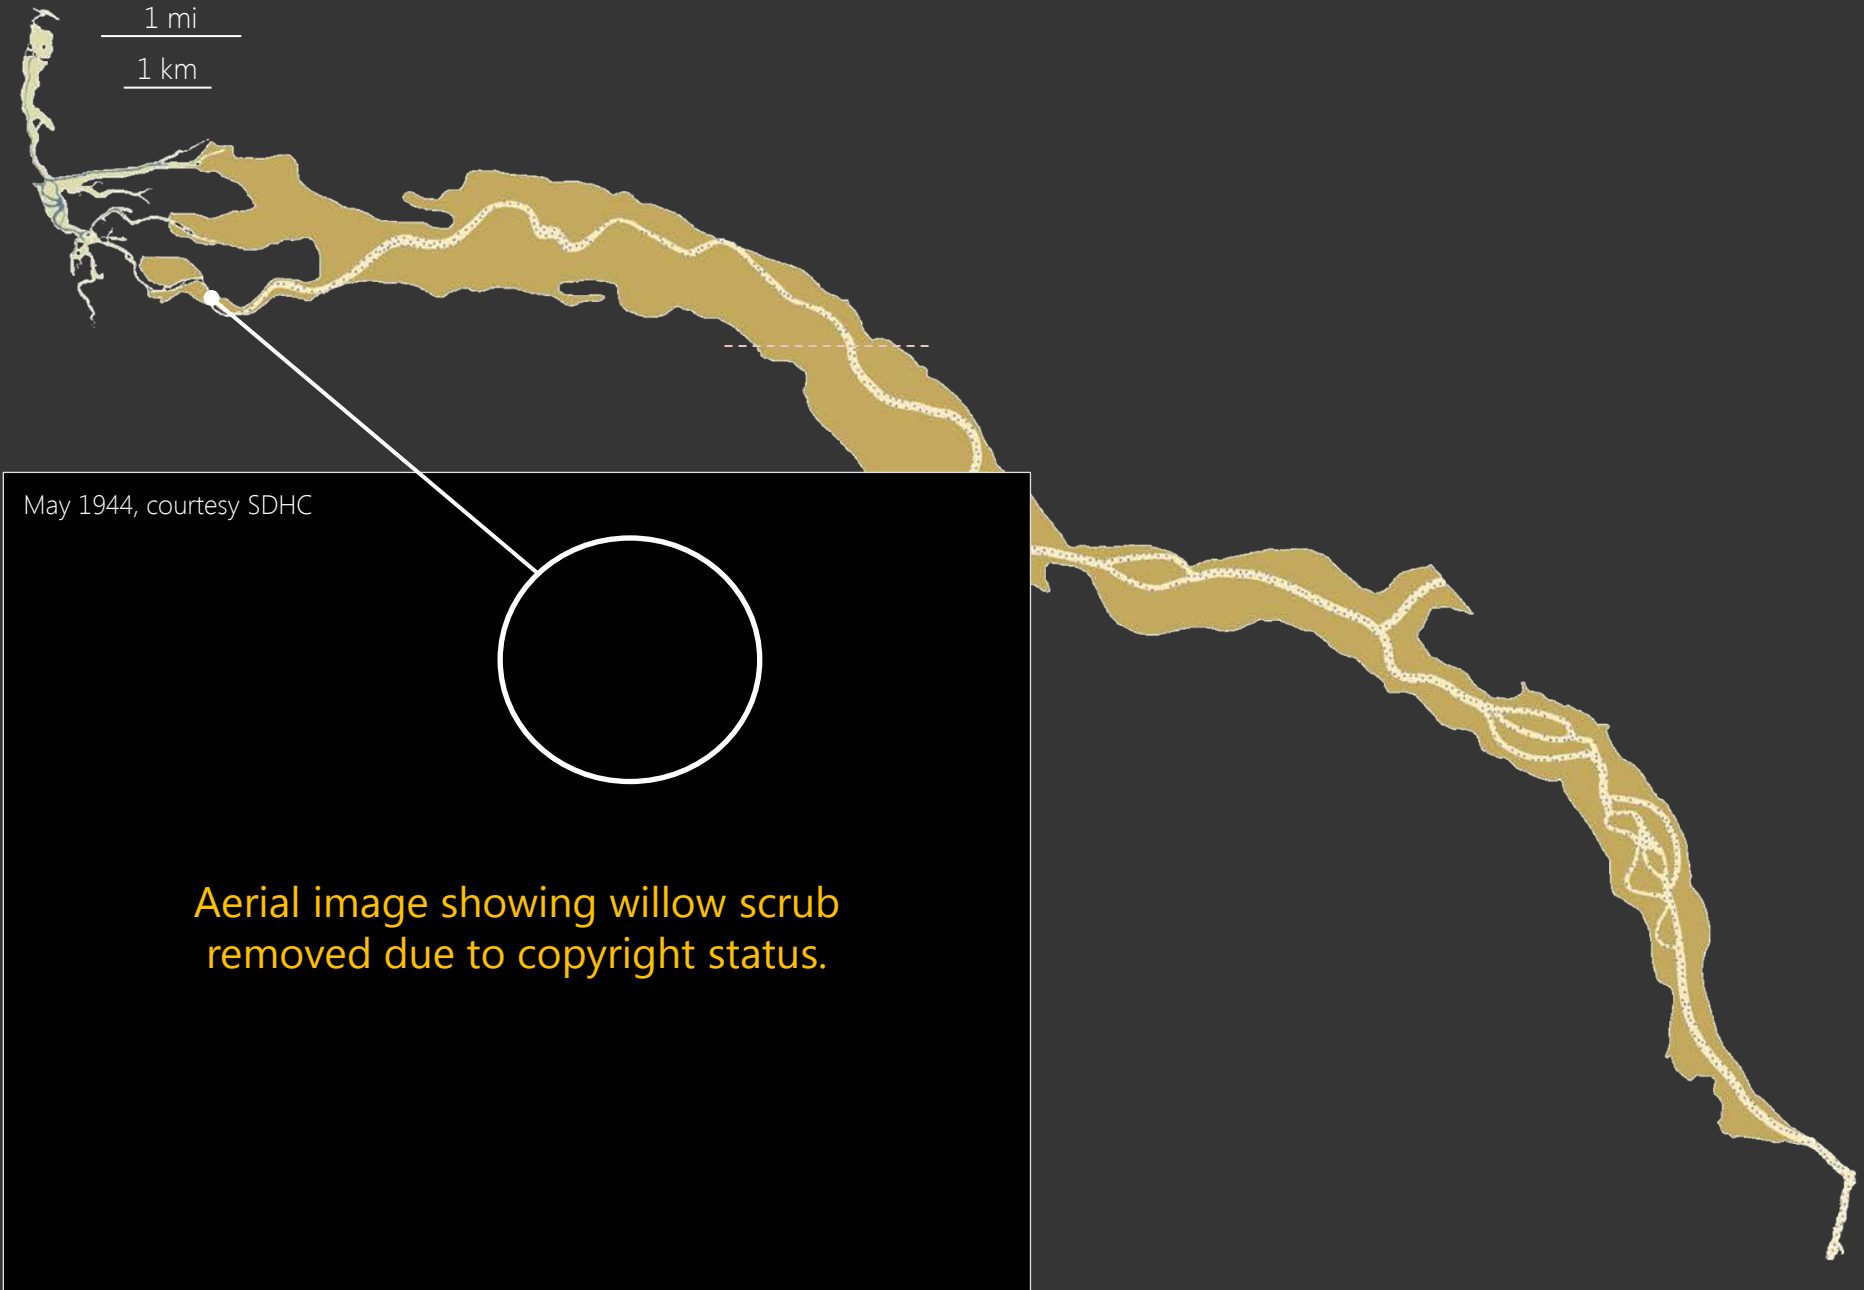 1 mi
1 km
May 1944, courtesy SDHC
Aerial image showing willow scrub
removed due to copyright status.